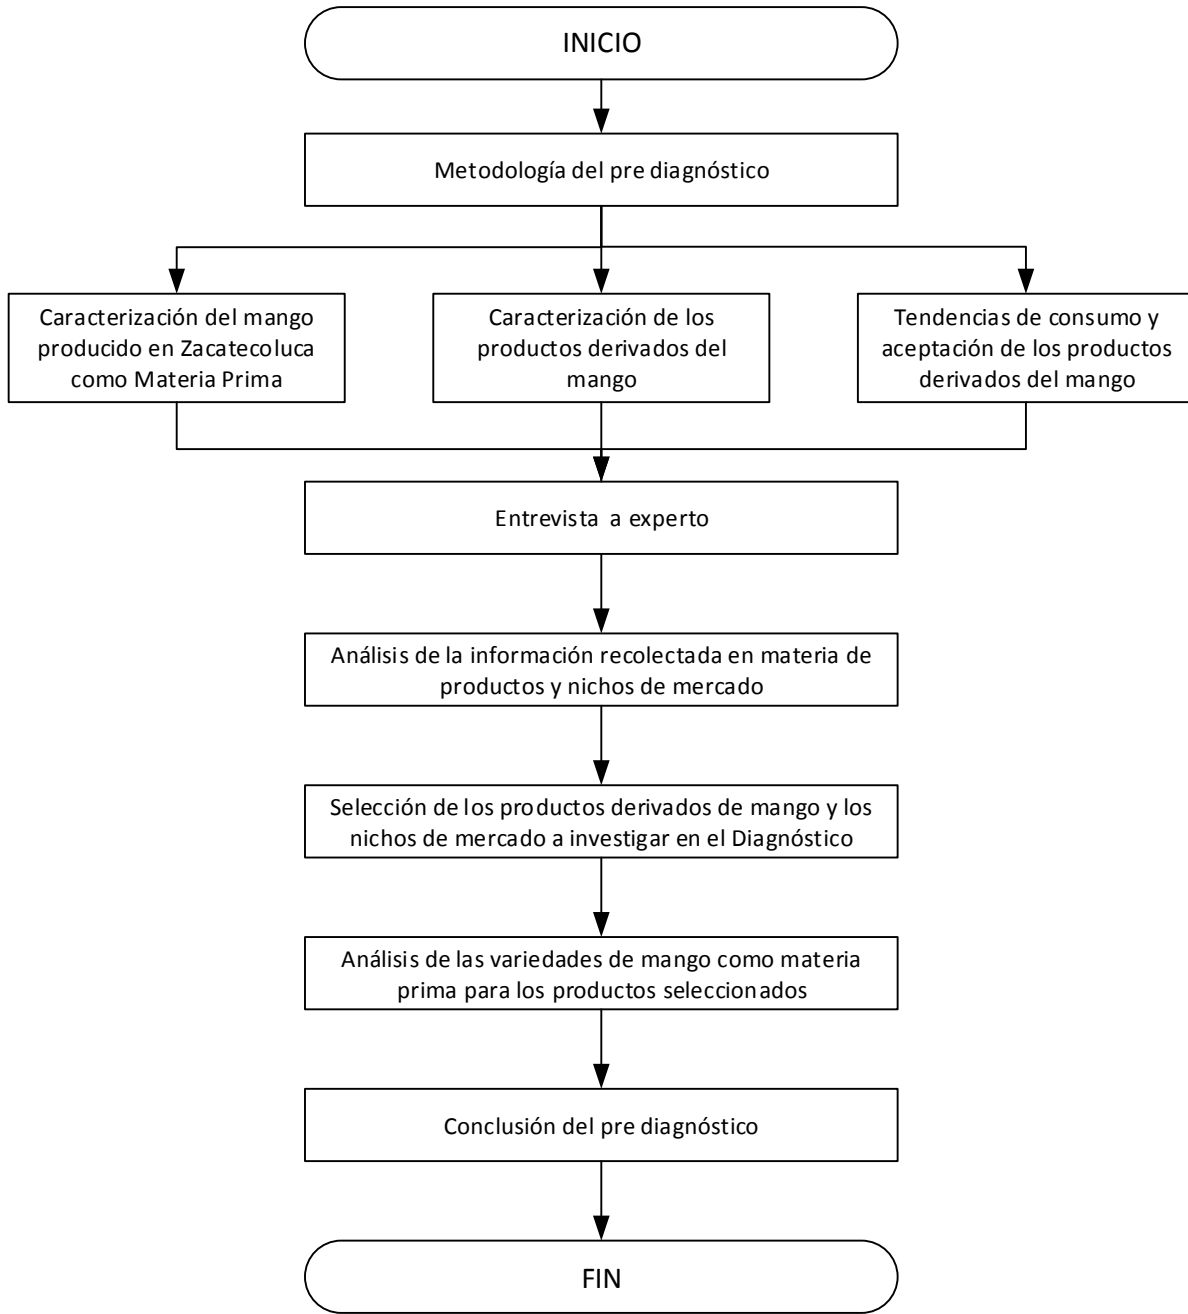 INICIO
Metodología del pre diagnóstico
Caracterización del mango
producido en Zacatecoluca
como Materia Prima
Caracterización de los
productos derivados del
mango
Tendencias de consumo y
aceptación de los productos
derivados del mango
Entrevista a experto
Análisis de la información recolectada en materia de
productos y nichos de mercado
Selección de los productos derivados de mango y los
nichos de mercado a investigar en el Diagnóstico
Análisis de las variedades de mango como materia
prima para los productos seleccionados
Conclusión del pre diagnóstico
FIN